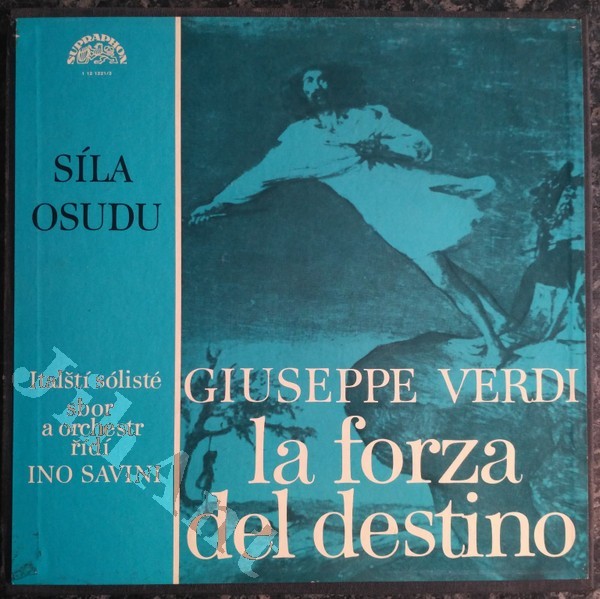 SUPRAPHON
SÍLA
OSUDU
Italští sólisté
sbor
a orchestr
řídí
INO SAVINI
GIUSEPPE VERDI
la forza
del destino